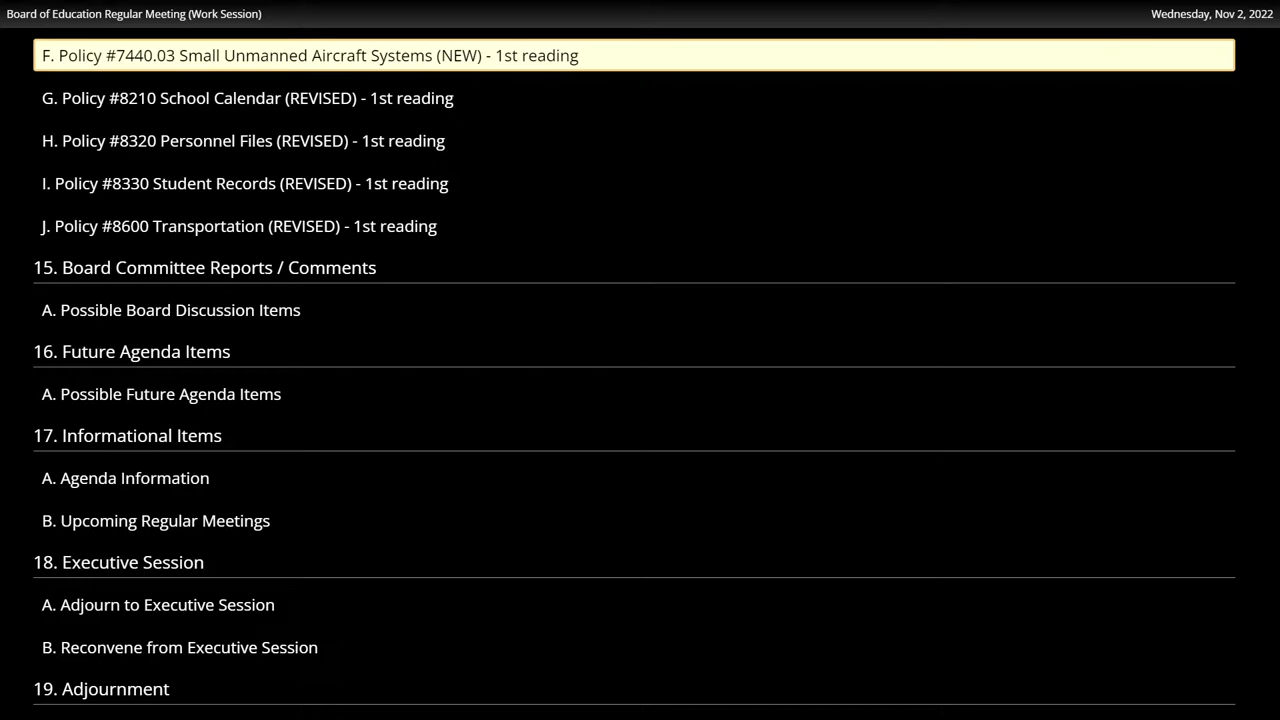 Board of Education Regular Meeting (Work Session)
Wednesday, Nov 2, 2022
F. Policy #7440.03 Small Unmanned Aircraft Systems (NEW) - 1st reading
G. Policy #8210 School Calendar (REVISED) - 1st reading
H. Policy #8320 Personnel Files (REVISED) - 1st reading
I. Policy #8330 Student Records (REVISED) - 1st reading
J. Policy #8600 Transportation (REVISED) - 1st reading
15. Board Committee Reports / Comments
A. Possible Board Discussion Items
16. Future Agenda Items
A. Possible Future Agenda Items
17. Informational Items
A. Agenda Information
B. Upcoming Regular Meetings
18. Executive Session
A. Adjourn to Executive Session
B. Reconvene from Executive Session
19. Adjournment